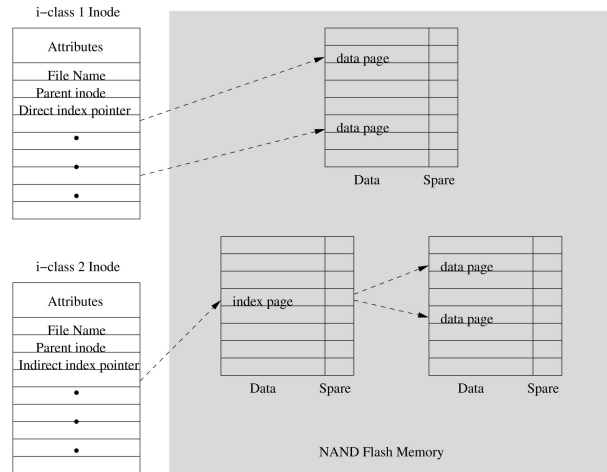 i−class 1 Inode
Attributes
File Name
Parent inode
Direct index pointer
data page
data page
Data Spare
i−class 2 Inode
Attributes
File Name
Parent inode
Indirect index pointer
index page
data page
data page
Data Spare
Data Spare
NAND Flash Memory